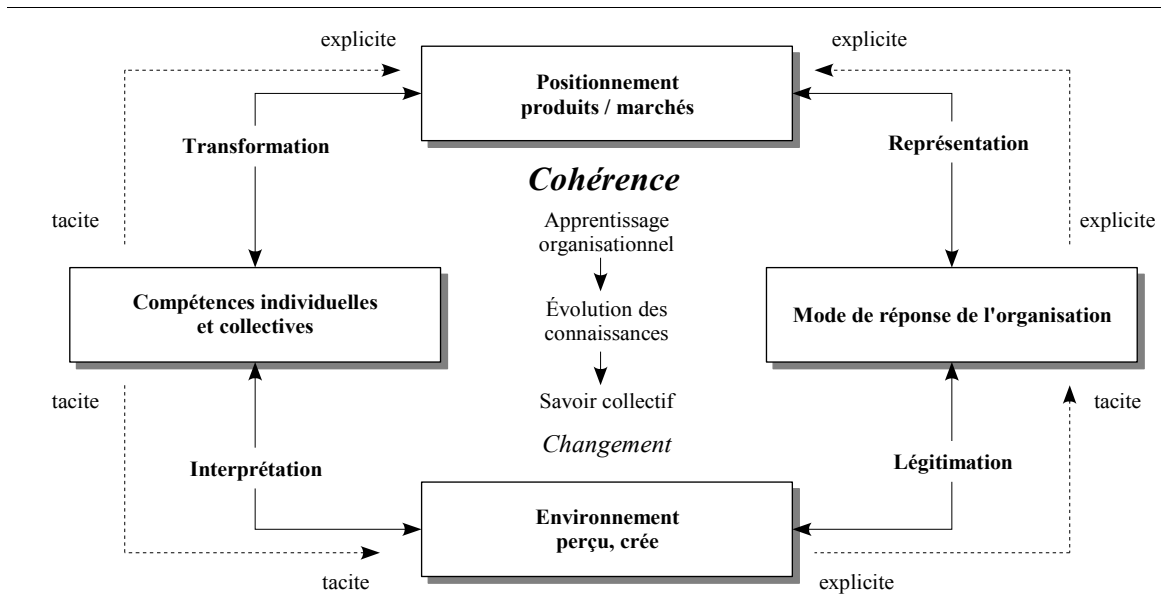 explicite
explicite
Positionnement
produits / marchés
Transformation
Représentation
Cohérence
tacite
Apprentissage
organisationnel
explicite
Compétences individuelles
et collectives
Évolution des
connaissances
Mode de réponse de l'organisation
tacite
Savoir collectif
tacite
Changement
Interprétation
Légitimation
Environnement
perçu, crée
tacite
explicite